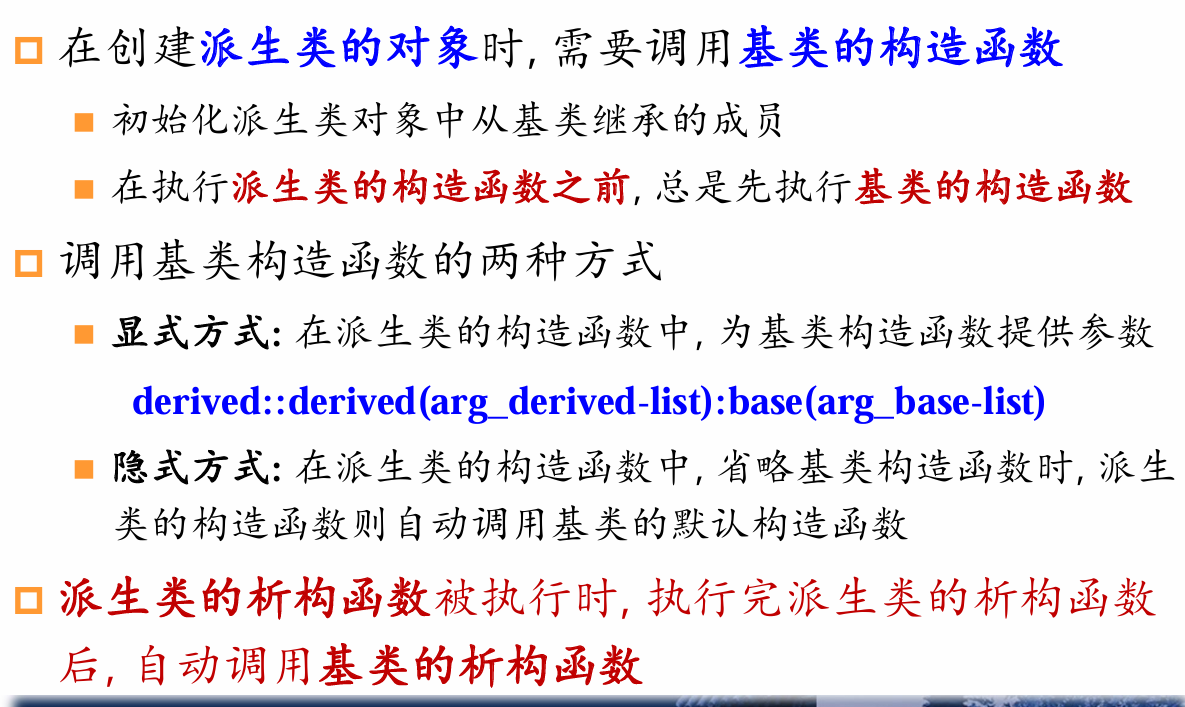 在创建派生类的对象时, 需要调用基类的构造函数
初始化派生类对象中从基类继承的成员
在执行派生类的构造函数之前, 总是先执行基类的构造函数
调用基类构造函数的两种方式
显式方式: 在派生类的构造函数中, 为基类构造函数提供参数
derived::derived(arg_derived-list):base(arg_base-list)
隐式方式: 在派生类的构造函数中, 省略基类构造函数时, 派生
类的构造函数则自动调用基类的默认构造函数
派生类的析构函数被执行时, 执行完派生类的析构函数
后, 自动调用基类的析构函数